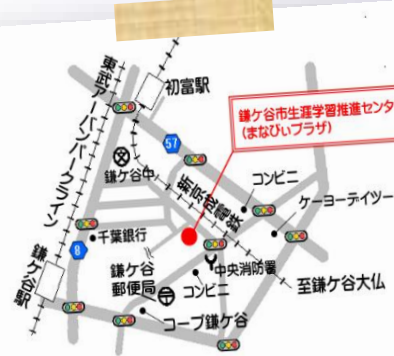 初富駅
東武アーバンパークライン
鎌ケ谷市生涯学習推進センタ
(まなびぃプラザ)
57
鎌ケ谷中
新京成電鉄
コンビニ
ケーヨーデイツー
千葉銀行
8
鎌ケ谷駅
鎌ケ谷
郵便局
中央消防署
コンビニ
至鎌ケ谷大仏
コープ鎌ケ谷